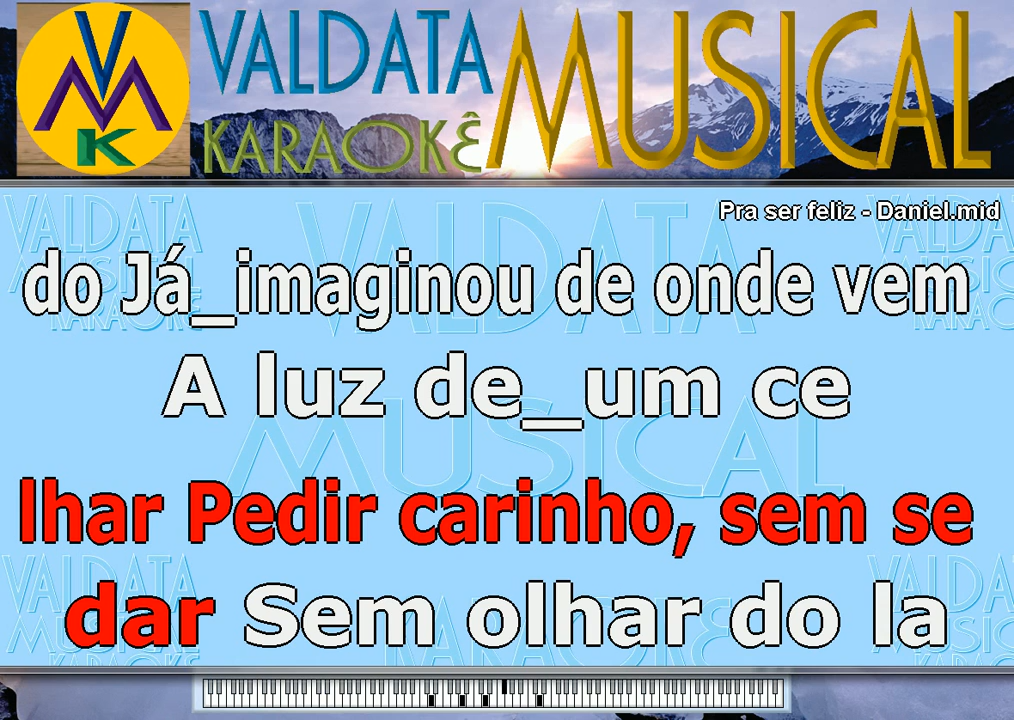 VALDATA MUSICAL
KARAOKÊ
VMK
Pra ser feliz - Daniel.mid
do Já_imaginou de onde vem
A luz de_um ce
lhar Pedir carinho, sem se
dar Sem olhar do la